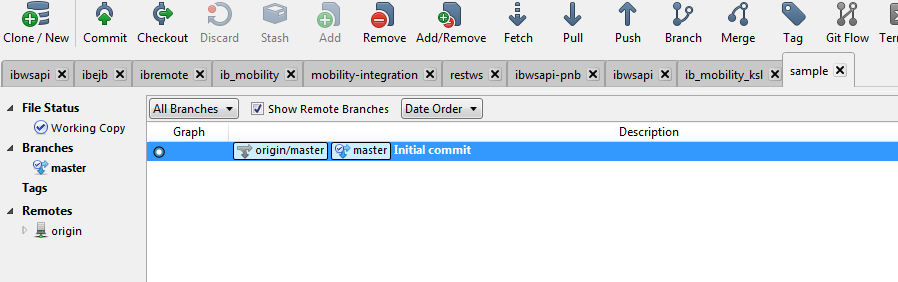 Clone / New Commit Checkout Discard Stash Add Remove Add/Remove Fetch Pull Push Branch Merge Tag Git Flow
ibwsapi ibejb ibremote ib_mobility mobility-integration restws ibwsapi-pnb ibwsapi ib_mobility_ksl sample
File Status
Working Copy
Branches
master
Tags
Remotes
origin
All Branches Show Remote Branches Date Order
Graph Description
origin/master master Initial commit